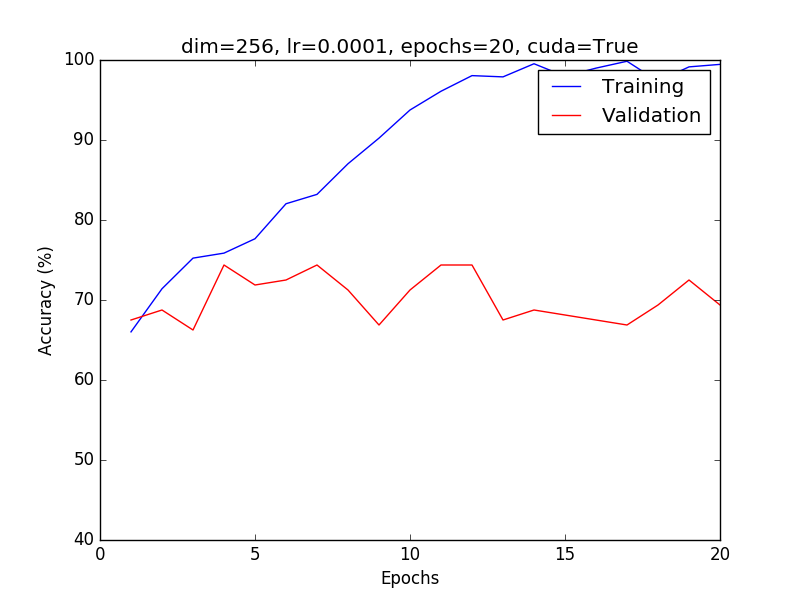 dim=256, lr=0.0001, epochs=20, cuda=True
100
90
80
70
60
50
40
Accuracy (%)
Training
Validation
0 5 10 15 20
Epochs